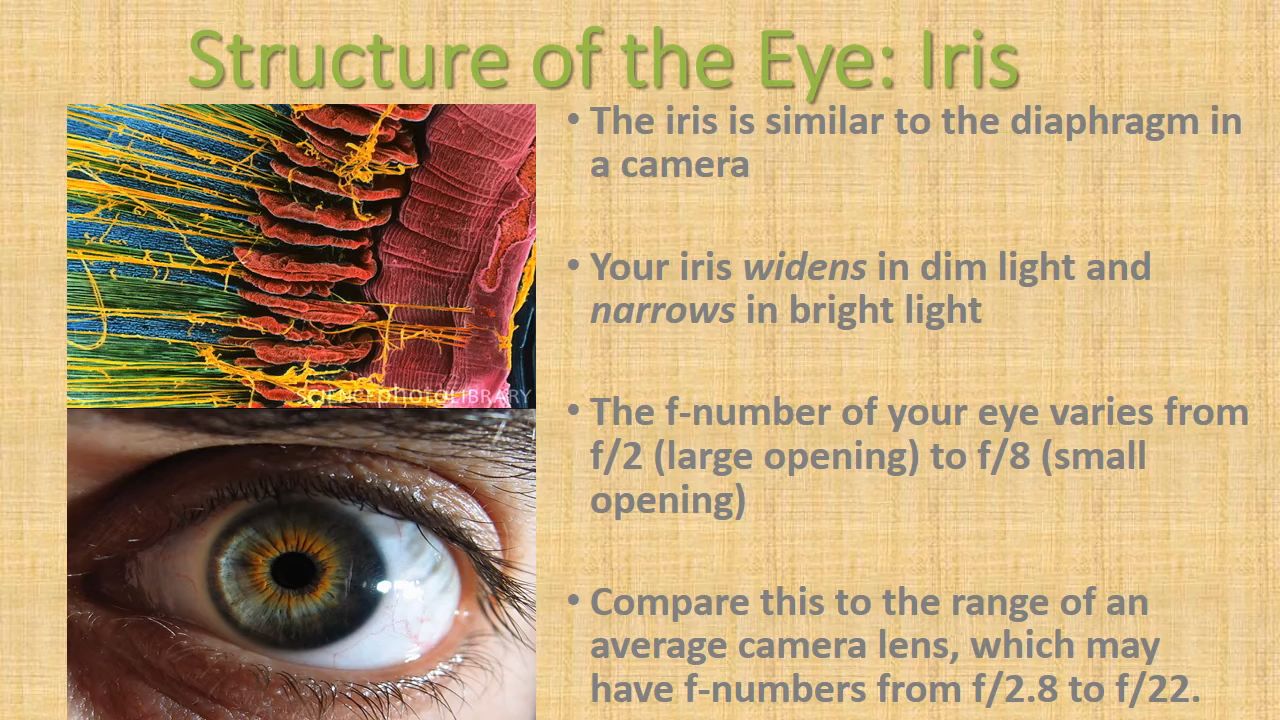 Structure of the Eye: Iris
• The iris is similar to the diaphragm in
a camera
• Your iris widens in dim light and
narrows in bright light
• The f-number of your eye varies from
f/2 (large opening) to f/8 (small
opening)
• Compare this to the range of an
average camera lens, which may
have f-numbers from f/2.8 to f/22.
SCIENCEPHOTOLIBRARY